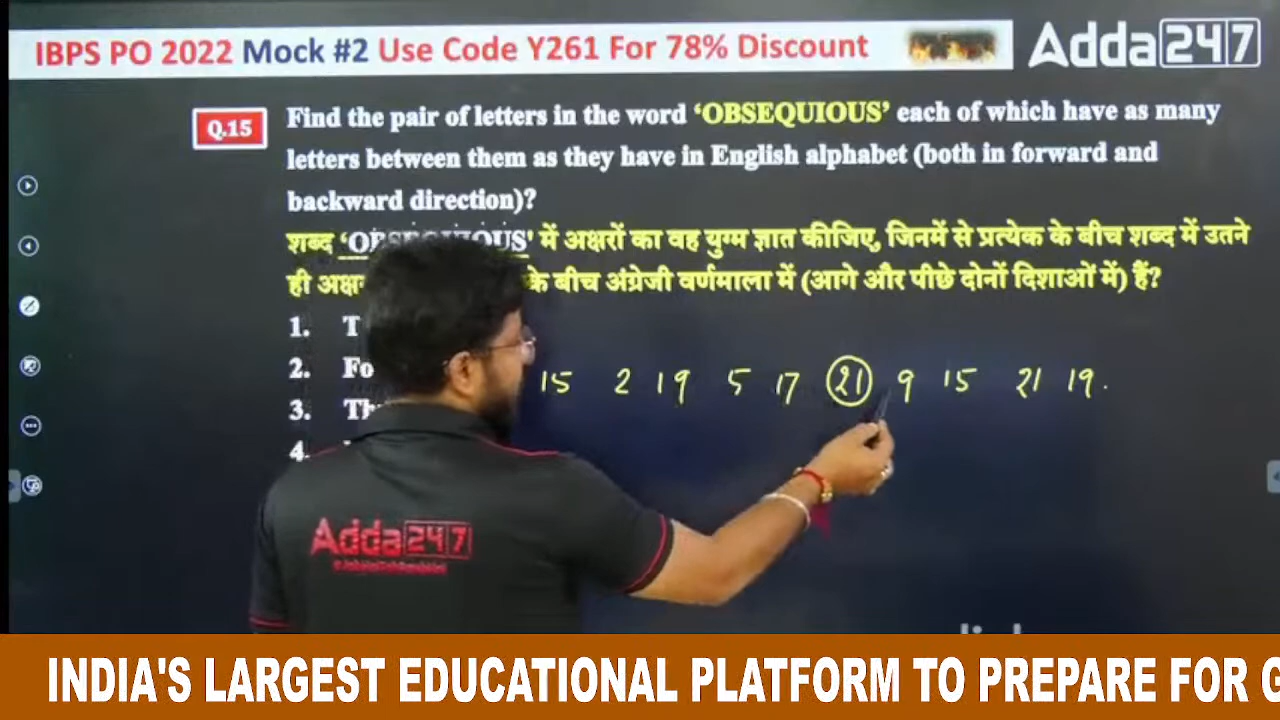 IBPS PO 2022 Mock #2 Use Code Y261 For 78% Discount
Adda247
Q.15
Find the pair of letters in the word ‘OBSEQUIOUS’ each of which have as many
letters between them as they have in English alphabet (both in forward and
backward direction)?
शब्द 'OBSEQUIOUS' में अक्षरों का वह युग्म ज्ञात कीजिए, जिनमें से प्रत्येक के बीच शब्द में उतने
ही के बीच अंग्रेजी वर्णमाला में (आगे और पीछे दोनों दिशाओं में) हैं?
1. T
2. Fo
3. Th
4.
15 2 19 5 17 21 9 15 21 19.
Adda247
INDIA'S LARGEST EDUCATIONAL PLATFORM TO PREPARE FOR G